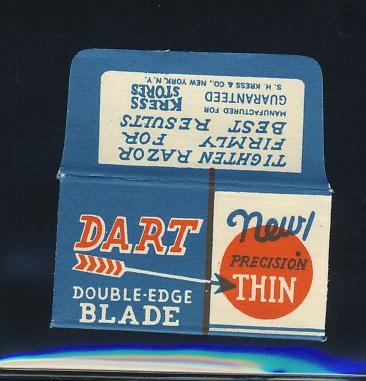 TIGHTEN RAZOR
FIRMLY FOR
BEST RESULTS
MANUFACTURED FOR
GUARANTEED
KRESS
STORES
S. H. KRESS & CO., NEW YORK, N. Y.
DART
DOUBLE-EDGE
BLADE
New!
PRECISION
THIN